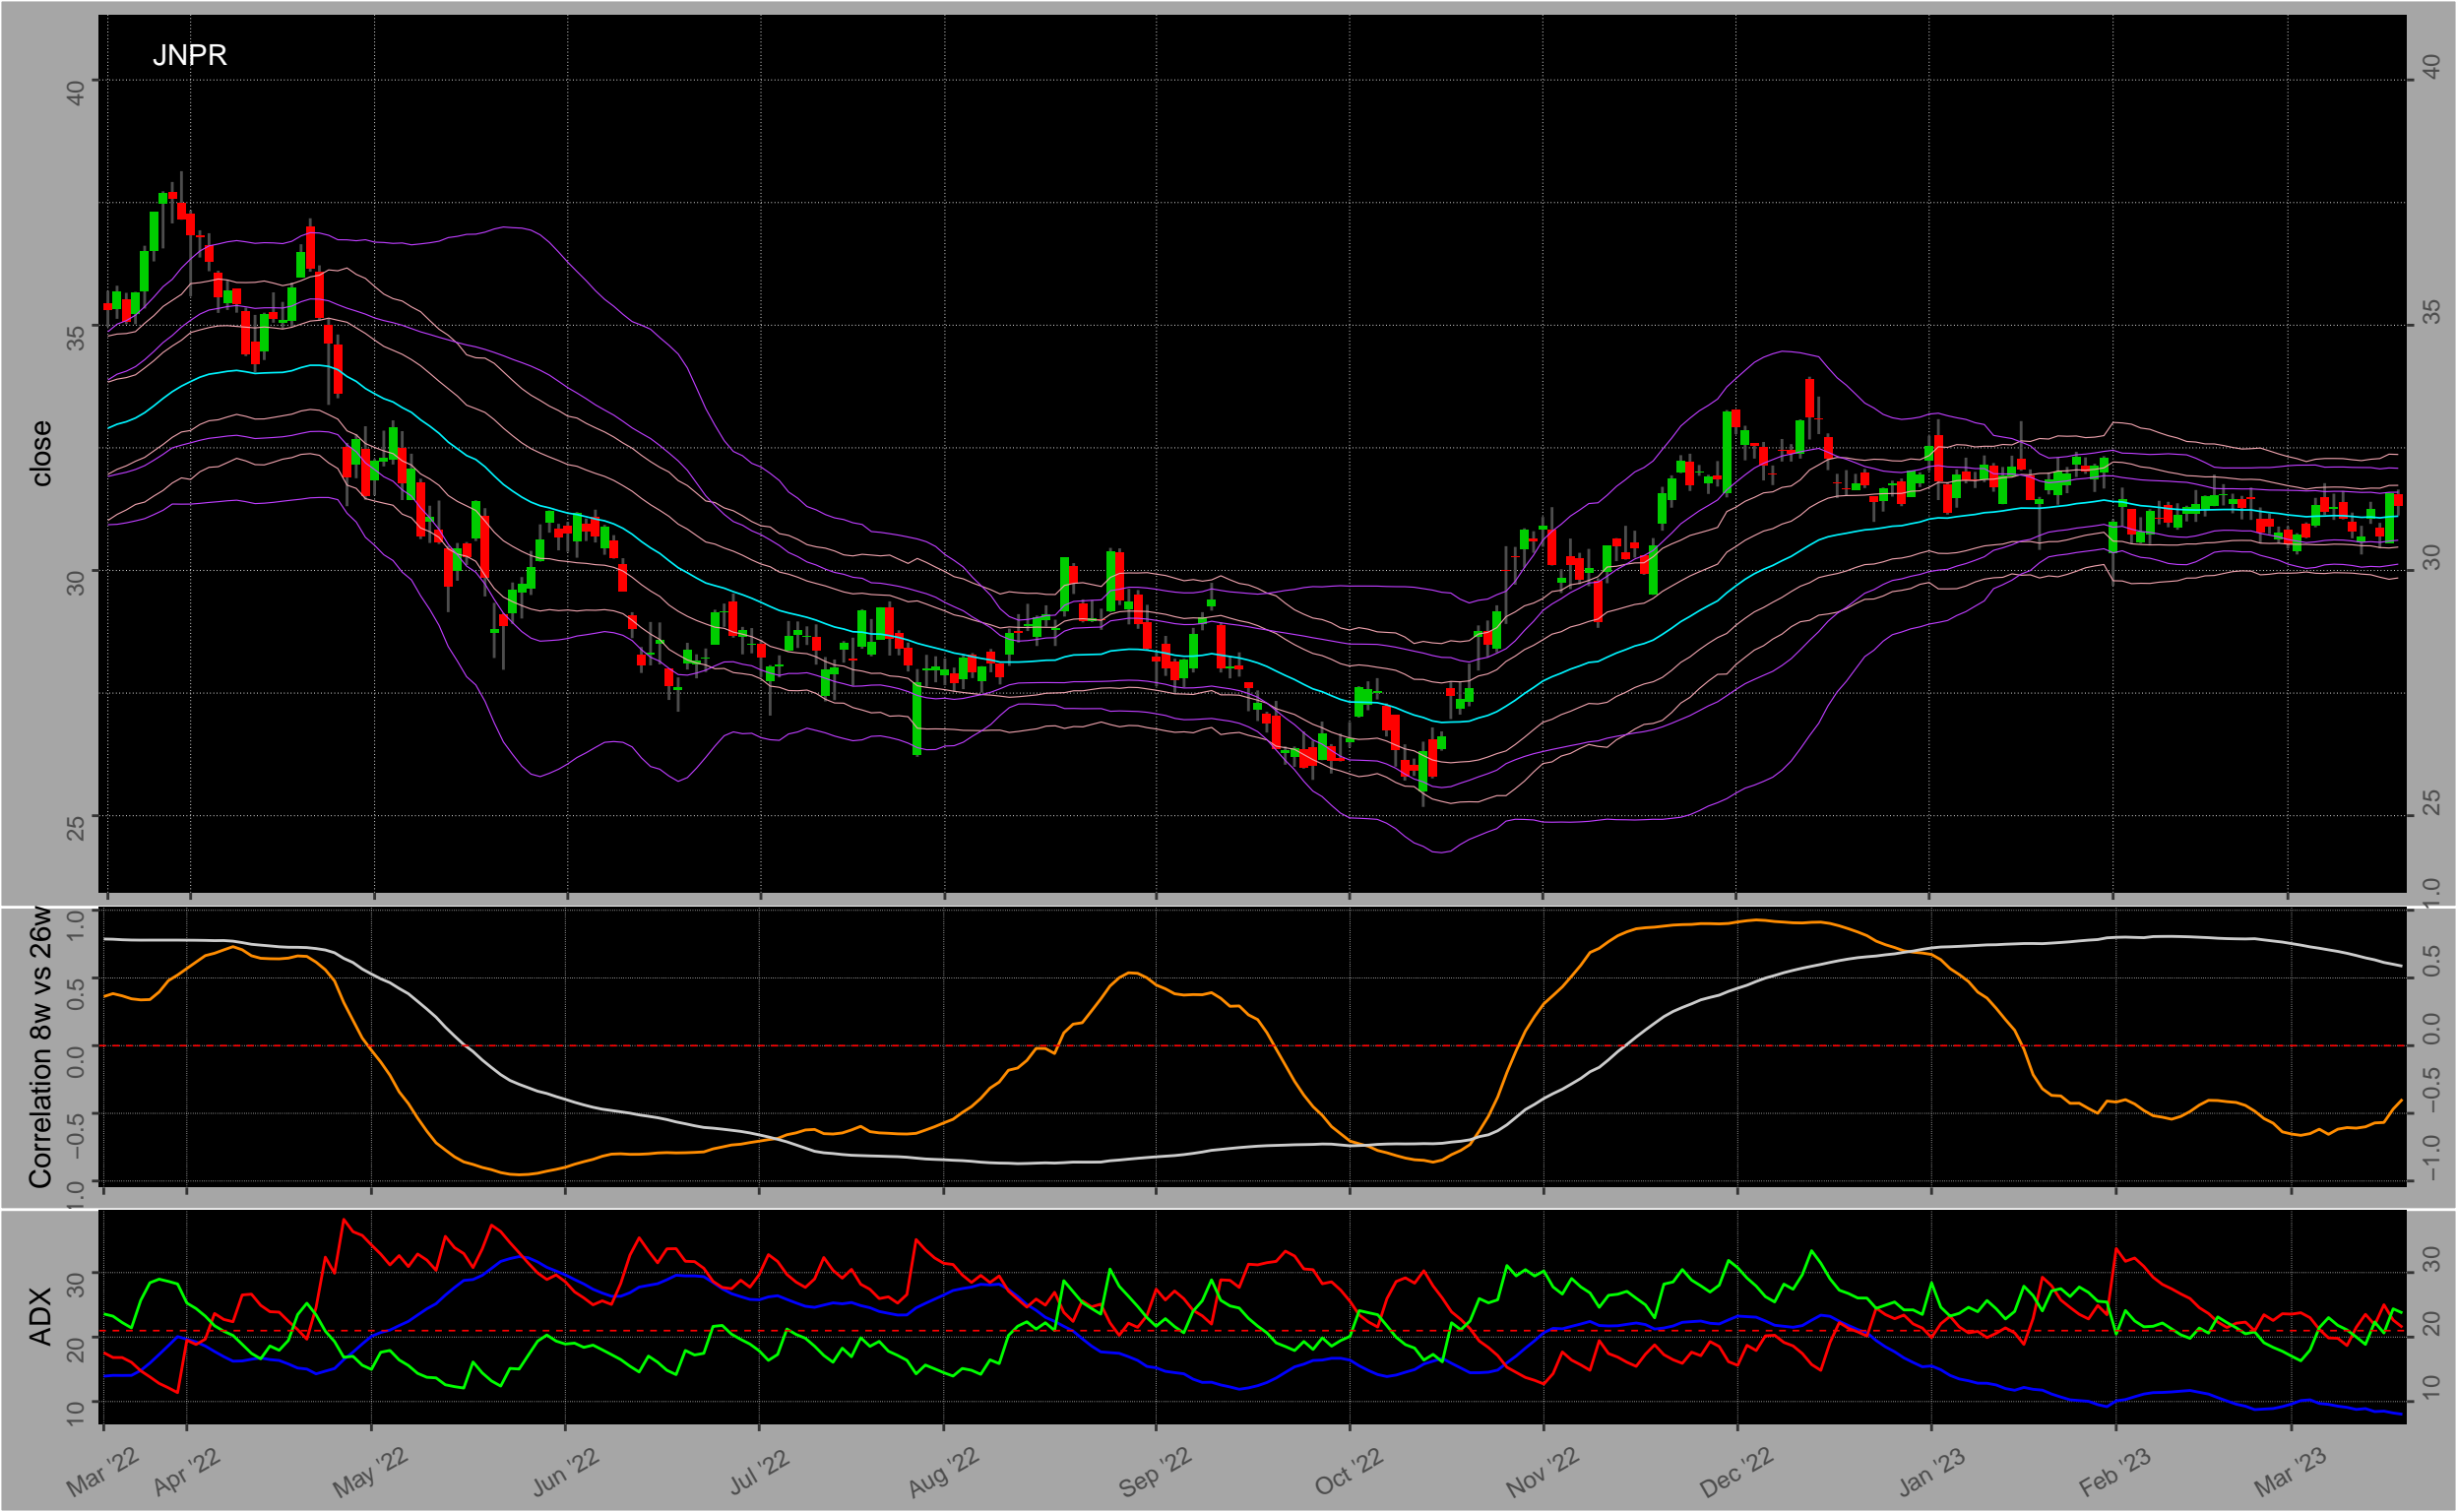 JNPR
close
40
35
30
25
40
35
30
25
Correlation 8w vs 26w
1.0
0.5
0.0
−0.5
1.0
1.0
0.5
0.0
−0.5
−1.0
ADX
30
20
10
30
20
10
Mar '22
Apr '22
May '22
Jun '22
Jul '22
Aug '22
Sep '22
Oct '22
Nov '22
Dec '22
Jan '23
Feb '23
Mar '23